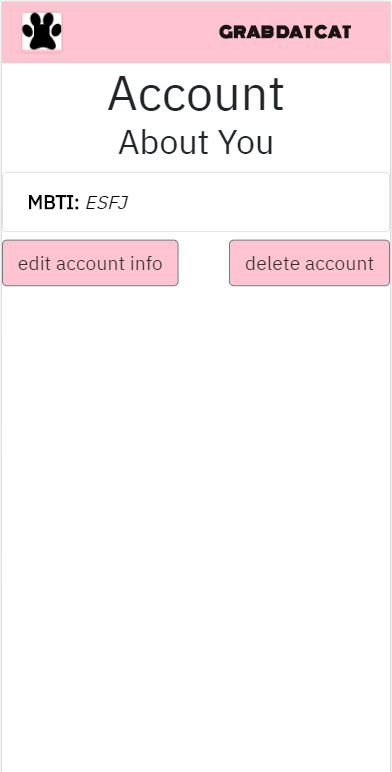 GRABDATCAT
Account
About You
MBTI: ESFJ
edit account info
delete account